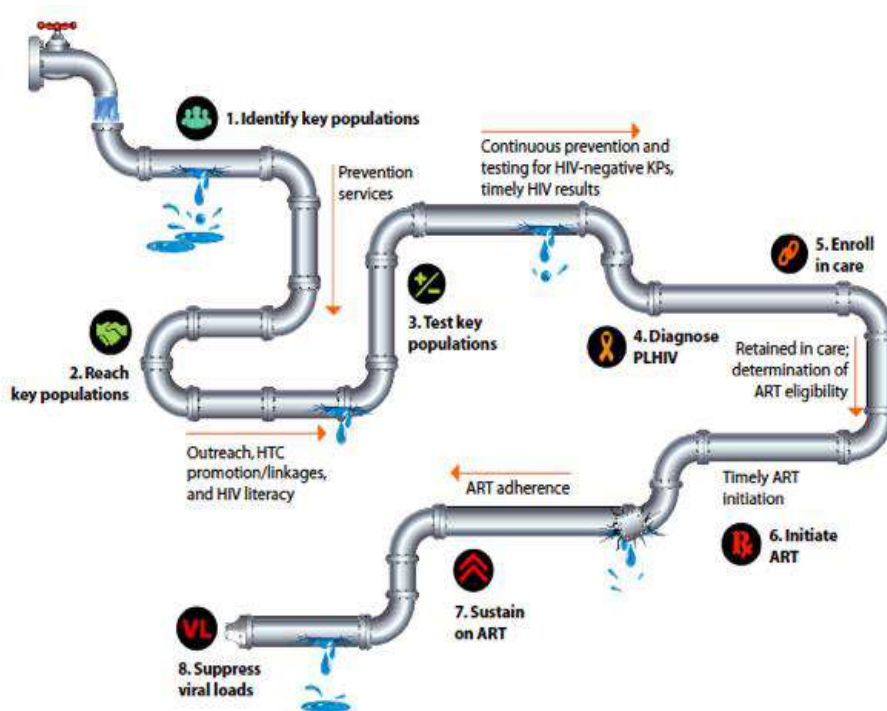 1. Identify key populations
Prevention
services
Continuous prevention and
testing for HIV-negative KPs,
timely HIV results
2. Reach
key populations
Outreach, HTC
promotion/linkages,
and HIV literacy
+/−
3. Test key
populations
4. Diagnose
PLHIV
5. Enroll
in care
Retained in care;
determination of
ART eligibility
Timely ART
initiation
Rx
6. Initiate
ART
ART adherence
7. Sustain
on ART
VL
8. Suppress
viral loads